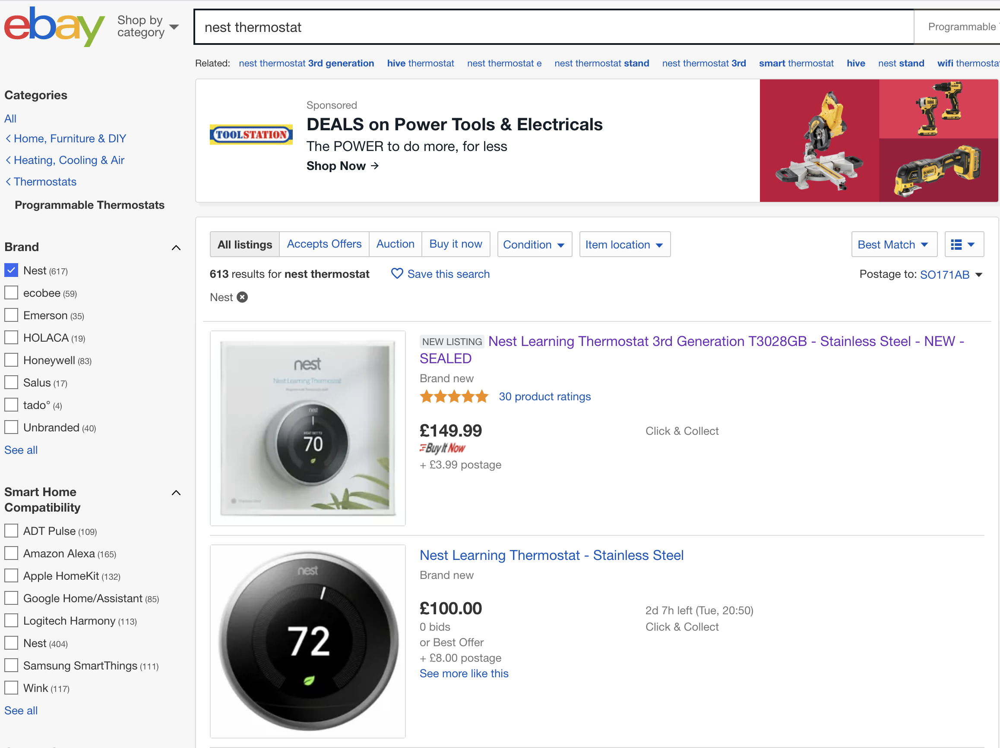 ebay
Shop by
category
nest thermostat
Programmable
Related: nest thermostat 3rd generation hive thermostat nest thermostat e nest thermostat stand nest thermostat 3rd smart thermostat hive nest stand wifi thermosta
Categories
All
Home, Furniture & DIY
Heating, Cooling & Air
Thermostats
Programmable Thermostats
Sponsored
TOOLSTATION
DEALS on Power Tools & Electricals
The POWER to do more, for less
Shop Now →
Brand
Nest (617)
ecobee (59)
Emerson (35)
HOLACA (19)
Honeywell (83)
Salus (17)
tado° (4)
Unbranded (40)
See all
Smart Home
Compatibility
ADT Pulse (109)
Amazon Alexa (165)
Apple HomeKit (132)
Google Home/Assistant (85)
Logitech Harmony (113)
Nest (404)
Samsung SmartThings (111)
Wink (117)
See all
All listings Accepts Offers Auction Buy it now Condition Item location Best Match
613 results for nest thermostat Save this search Postage to: SO171AB
Nest
nest
Nest Learning Thermostat
nest
HEAT SET TO
70
NEW LISTING Nest Learning Thermostat 3rd Generation T3028GB - Stainless Steel - NEW -
SEALED
Brand new
30 product ratings
£149.99 Click & Collect
Buy It Now
+ £3.99 postage
nest
72
Nest Learning Thermostat - Stainless Steel
Brand new
£100.00 2d 7h left (Tue, 20:50)
0 bids Click & Collect
or Best Offer
+ £8.00 postage
See more like this